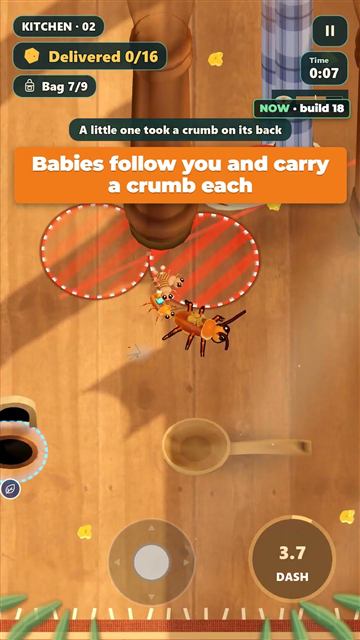 KITCHEN · 02
Delivered 0/16
Bag 7/9
Time
0:07
NOW · build 18
A little one took a crumb on its back
Babies follow you and carry
a crumb each
3.7
DASH